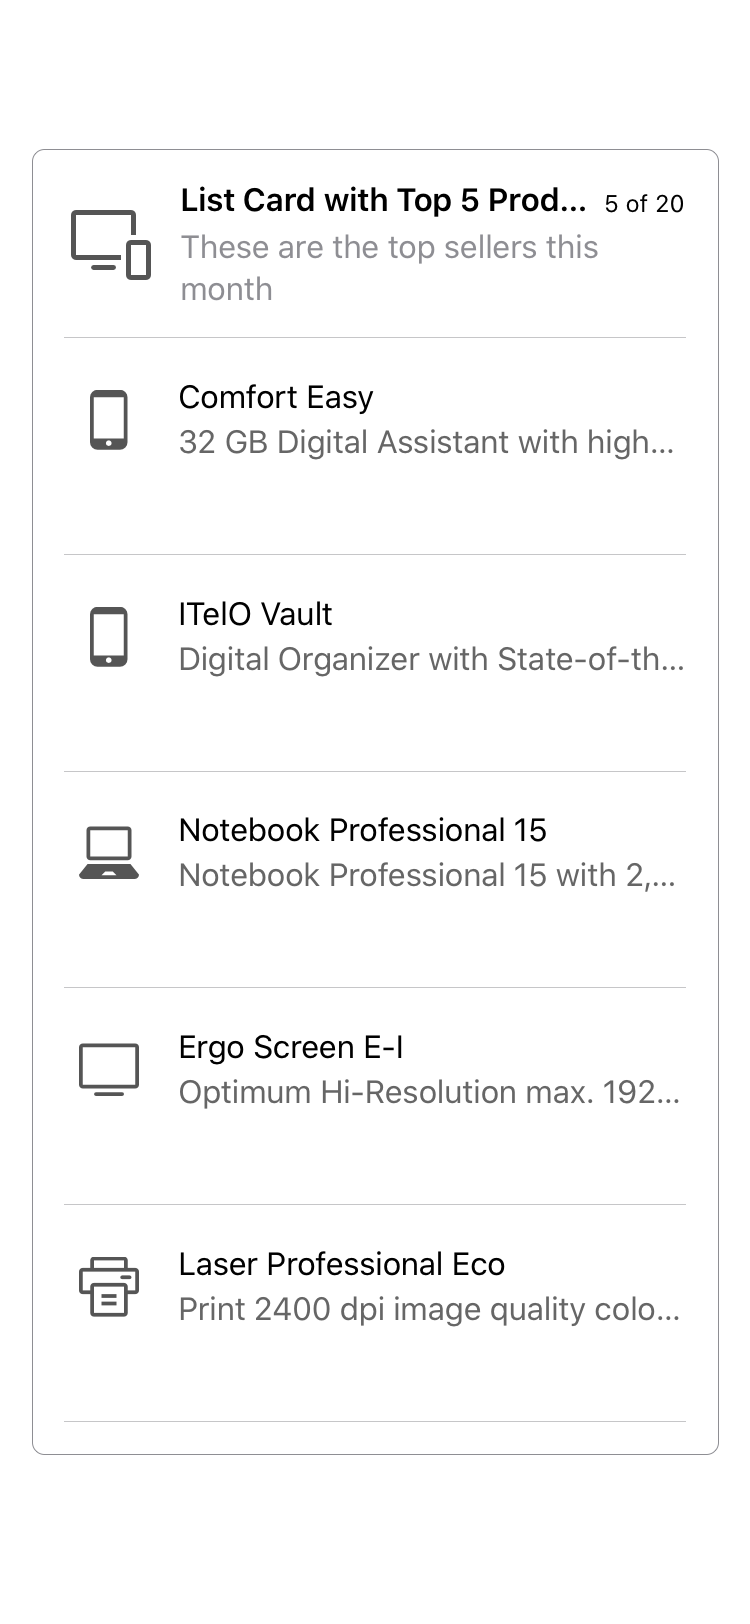 List Card with Top 5 Prod... 5 of 20
These are the top sellers this
month
Comfort Easy
32 GB Digital Assistant with high...
ITelO Vault
Digital Organizer with State-of-th...
Notebook Professional 15
Notebook Professional 15 with 2,...
Ergo Screen E-I
Optimum Hi-Resolution max. 192...
Laser Professional Eco
Print 2400 dpi image quality colo...